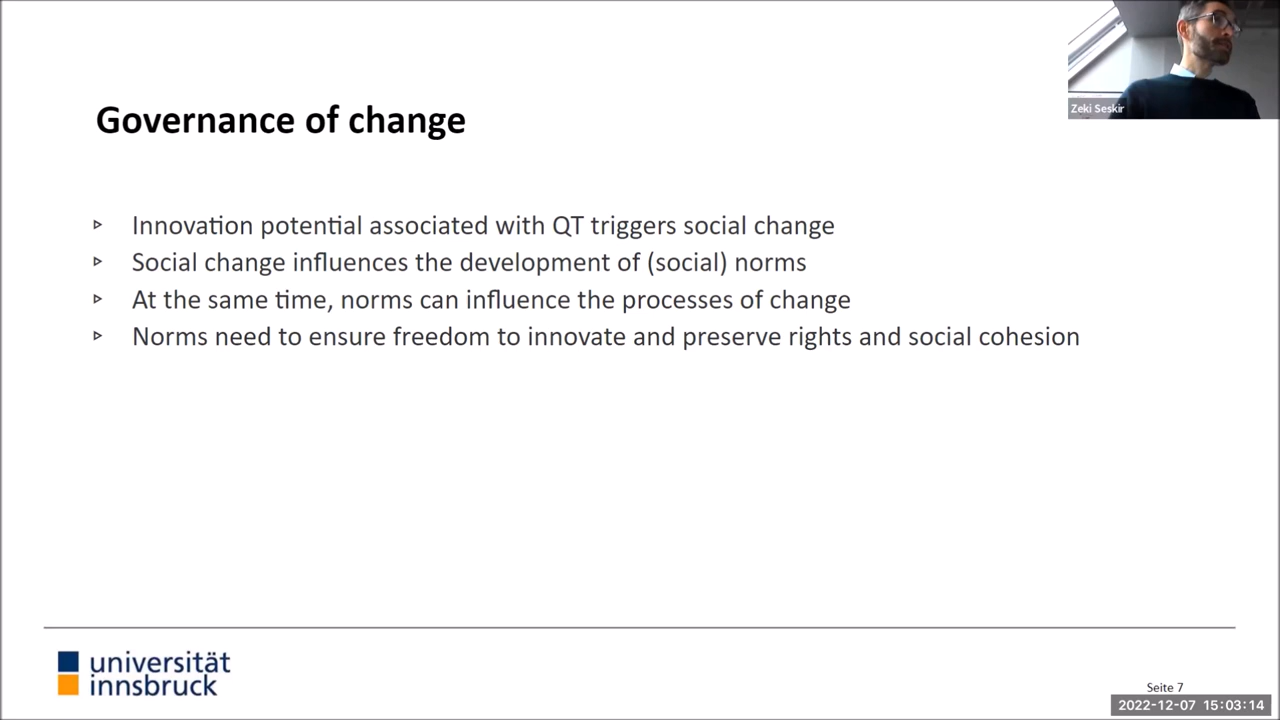 Zeki Seskir
Governance of change
Innovation potential associated with QT triggers social change
Social change influences the development of (social) norms
At the same time, norms can influence the processes of change
Norms need to ensure freedom to innovate and preserve rights and social cohesion
universität
innsbruck
Seite 7
2022-12-07 15:03:14